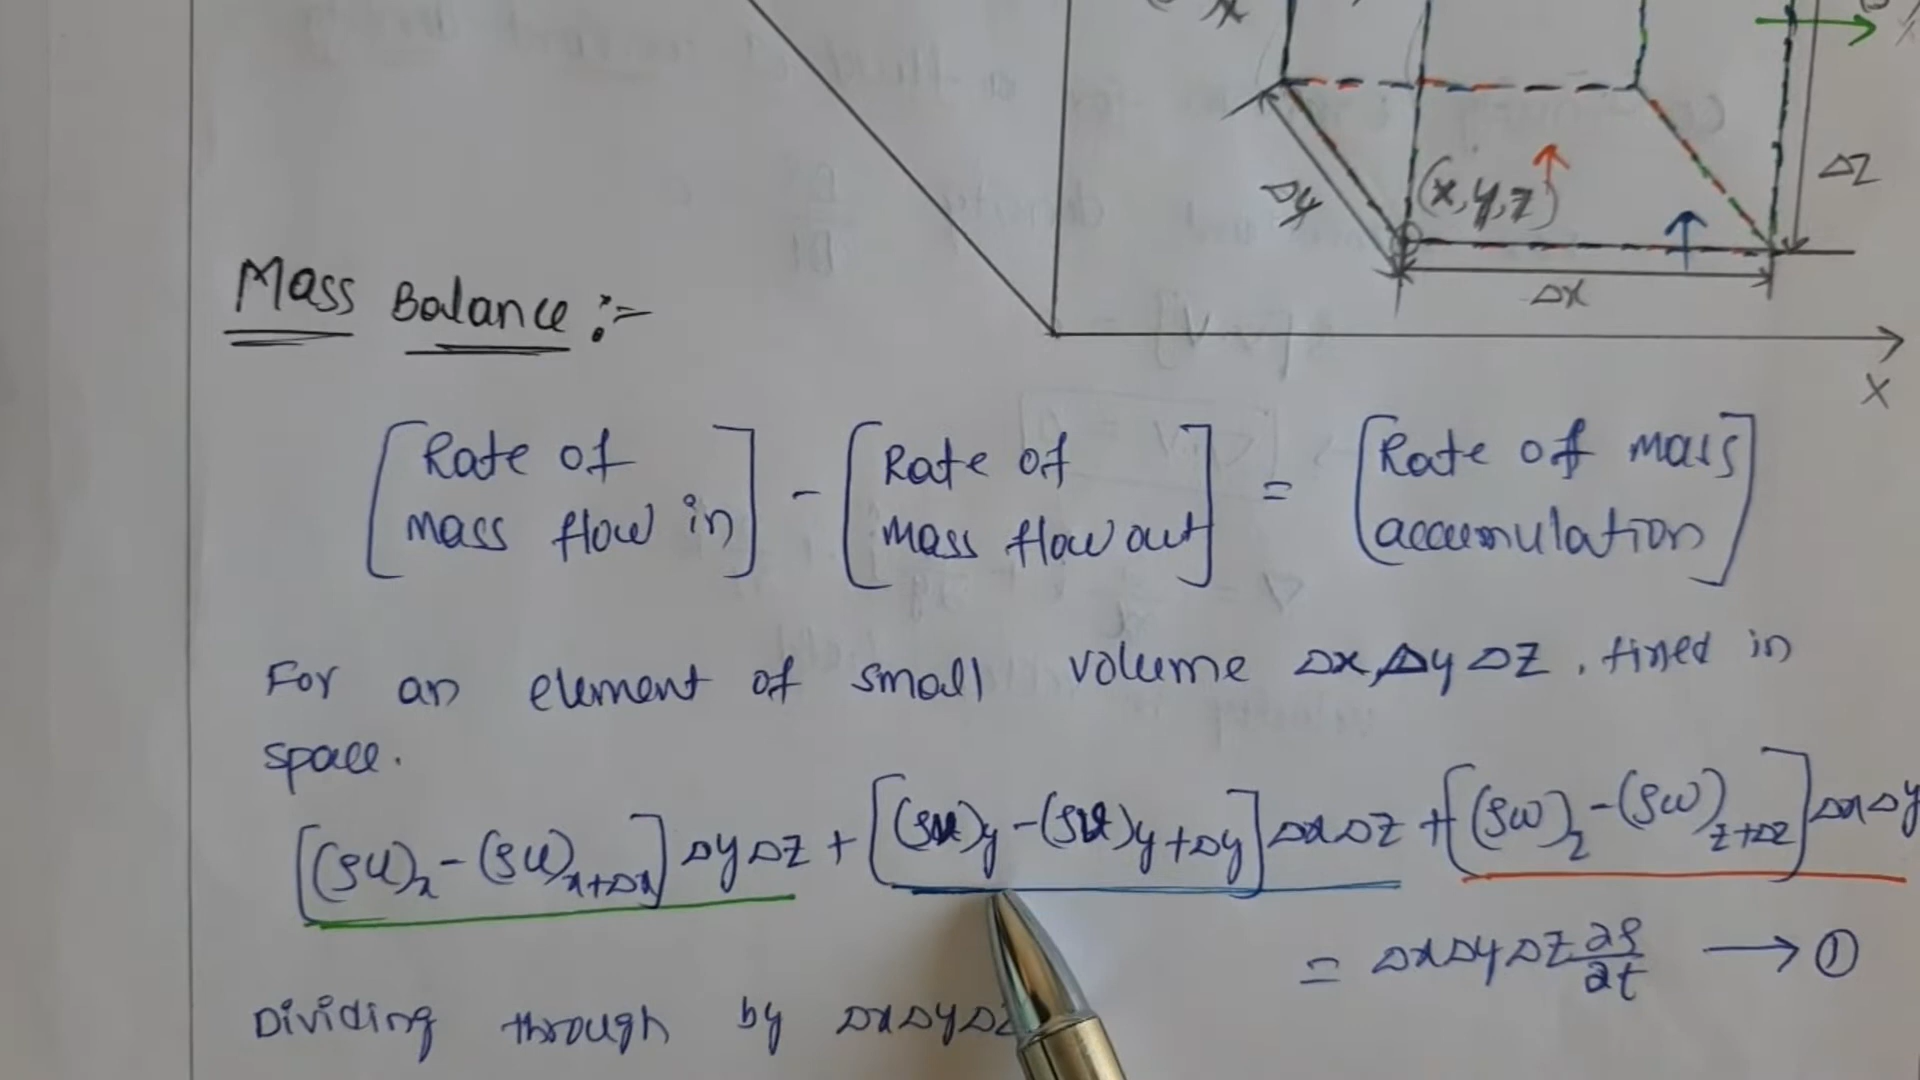 Δz
(x,y,z)
Δy
Δx
X
Mass Balance :-
[Rate of mass flow in] - [Rate of mass flow out] = [Rate of mass accumulation]
For an element of small volume Δx,ΔyΔz, fixed in
space.
[(ρu)x - (ρu)x+Δx] ΔyΔz + [(ρv)y - (ρv)y+Δy] ΔxΔz + [(ρw)z - (ρw)z+Δz] ΔxΔy
= ΔxΔyΔz ∂ρ/∂t → ①
Dividing through by ΔxΔyΔz